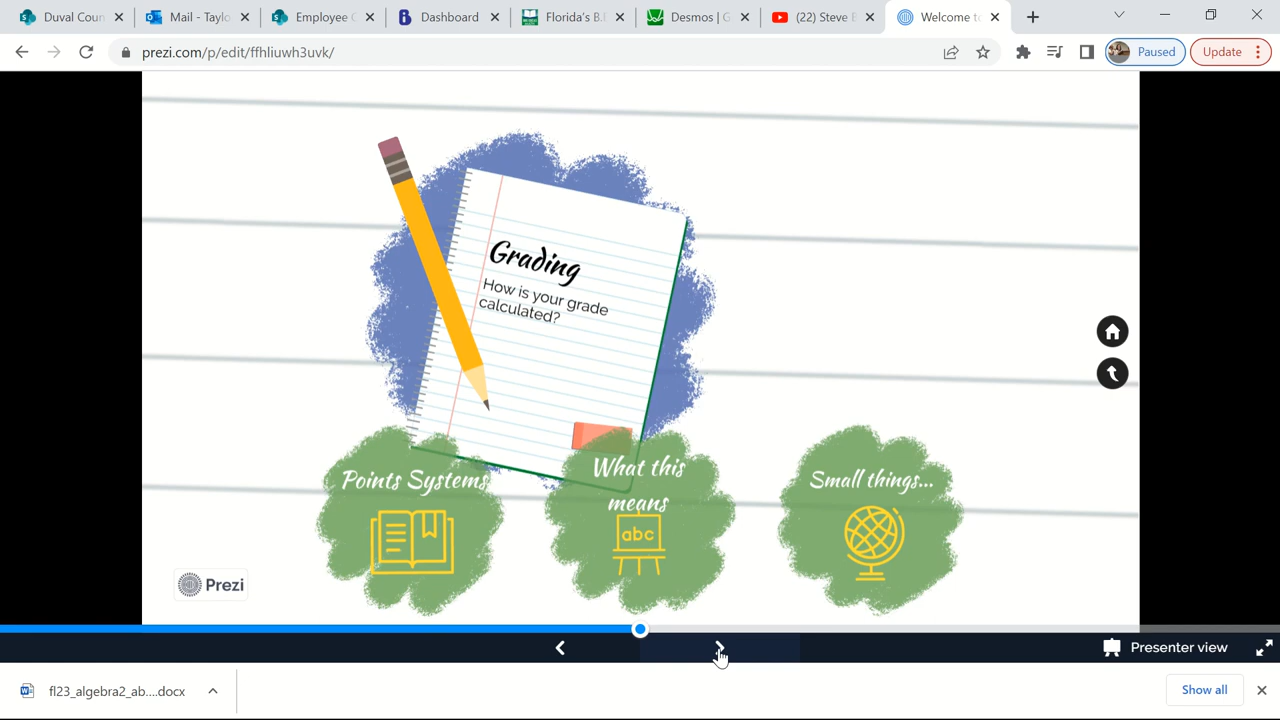 Duval Coun
Mail - Taylo
Employee C
Dashboard
Florida's B.I
Desmos | G
(22) Steve E
Welcome to
prezi.com/p/edit/ffhliuwh3uvk/
Paused
Update
Grading
How is your grade
calculated?
Points Systems
What this
means
abc
Small things...
Prezi
Presenter view
fl23_algebra2_ab....docx
Show all